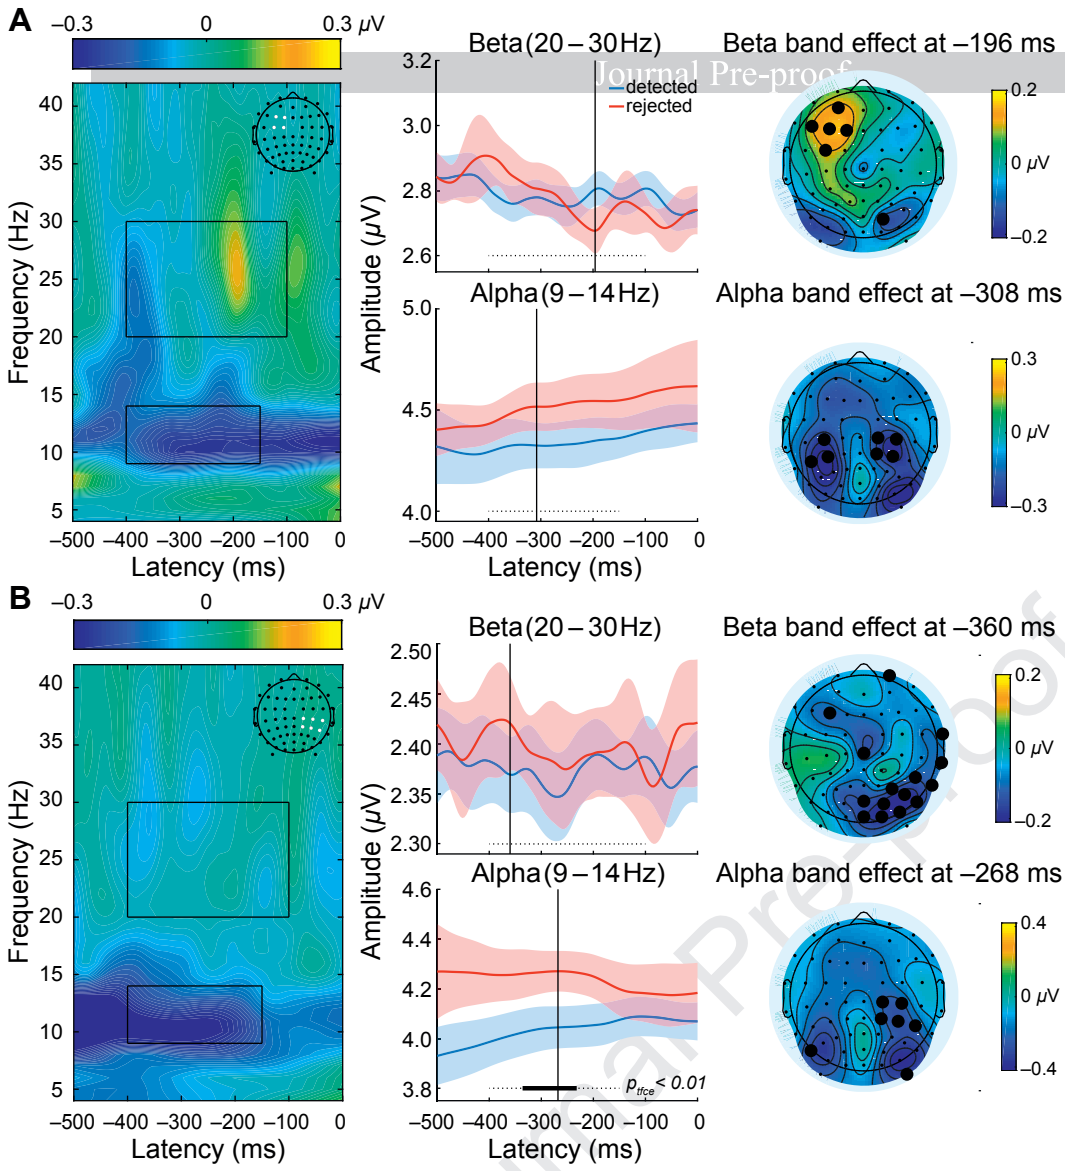 A
–0.3 0 0.3 µV
Frequency (Hz)
40
35
30
25
20
15
10
5
–500 –400 –300 –200 –100 0
Latency (ms)
Beta (20 – 30 Hz)
Journal Pre-proof
detected
rejected
3.2
3.0
2.8
2.6
Amplitude (µV)
Alpha (9 – 14 Hz)
5.0
4.5
4.0
–500 –400 –300 –200 –100 0
Latency (ms)
Beta band effect at –196 ms
0.2
0 µV
–0.2
Alpha band effect at –308 ms
0.3
0 µV
–0.3
B
–0.3 0 0.3 µV
Frequency (Hz)
40
35
30
25
20
15
10
5
–500 –400 –300 –200 –100 0
Latency (ms)
Beta (20 – 30 Hz)
2.50
2.45
2.40
2.35
2.30
Amplitude (µV)
Alpha (9 – 14 Hz)
4.6
4.4
4.2
4.0
3.8
p tfce < 0.01
–500 –400 –300 –200 –100 0
Latency (ms)
Beta band effect at –360 ms
0.2
0 µV
–0.2
Alpha band effect at –268 ms
0.4
0 µV
–0.4
urnal Pre-proof